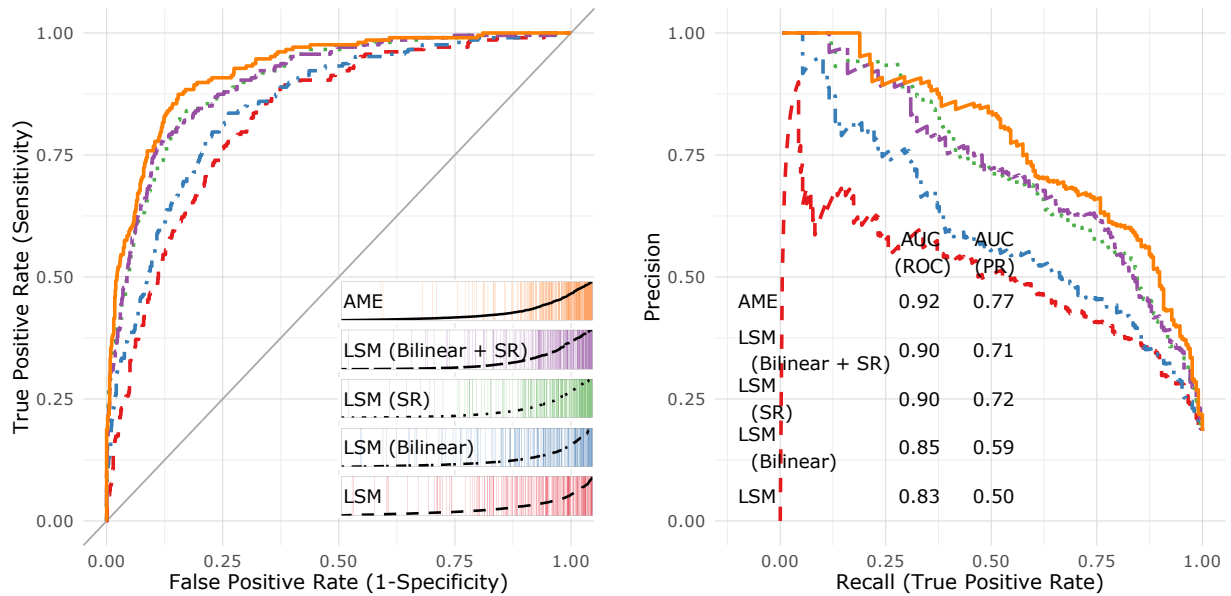 1.00
0.75
0.50
0.25
0.00
True Positive Rate (Sensitivity)
AME
LSM (Bilinear + SR)
LSM (SR)
LSM (Bilinear)
LSM
0.00
0.25
0.50
0.75
1.00
False Positive Rate (1-Specificity)
1.00
0.75
0.50
0.25
0.00
Precision
AUC AUC
(ROC) (PR)
AME 0.92 0.77
LSM
(Bilinear + SR) 0.90 0.71
LSM
(SR) 0.90 0.72
LSM
(Bilinear) 0.85 0.59
LSM 0.83 0.50
0.00
0.25
0.50
0.75
1.00
Recall (True Positive Rate)